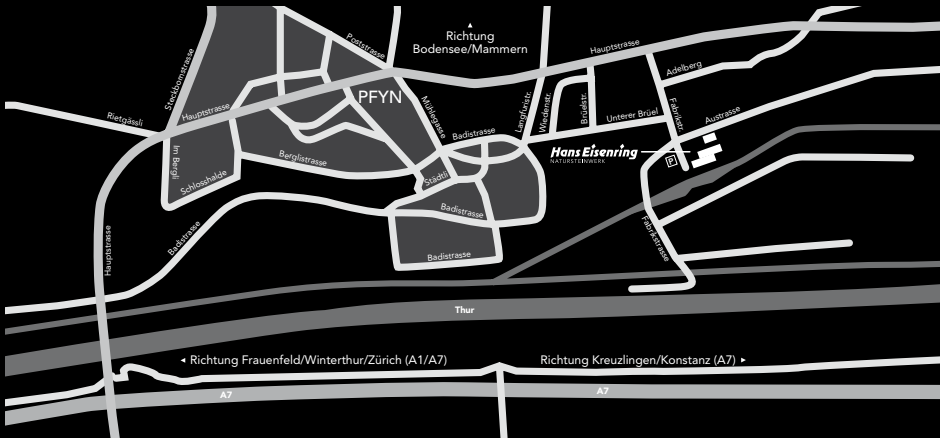 Richtung
Bodensee/Mammern
Poststrasse
Hauptstrasse
Steckbornstrasse
Adelberg
PFYN
Mühlegasse
Langfuristr.
Wiedenstr.
Brüelstr.
Fabrikstr.
Austrasse
Hauptstrasse
Rietgässli
Unterer Brüel
Badistrasse
Hans Eisenring
NATURSTEINWERK
P
Im Bergli
Berglistrasse
Schlosshalde
Städtli
Badistrasse
Badistrasse
Fabrikstrasse
Hauptstrasse
Badistrasse
Thur
Richtung Frauenfeld/Winterthur/Zürich (A1/A7)
Richtung Kreuzlingen/Konstanz (A7)
A7
A7